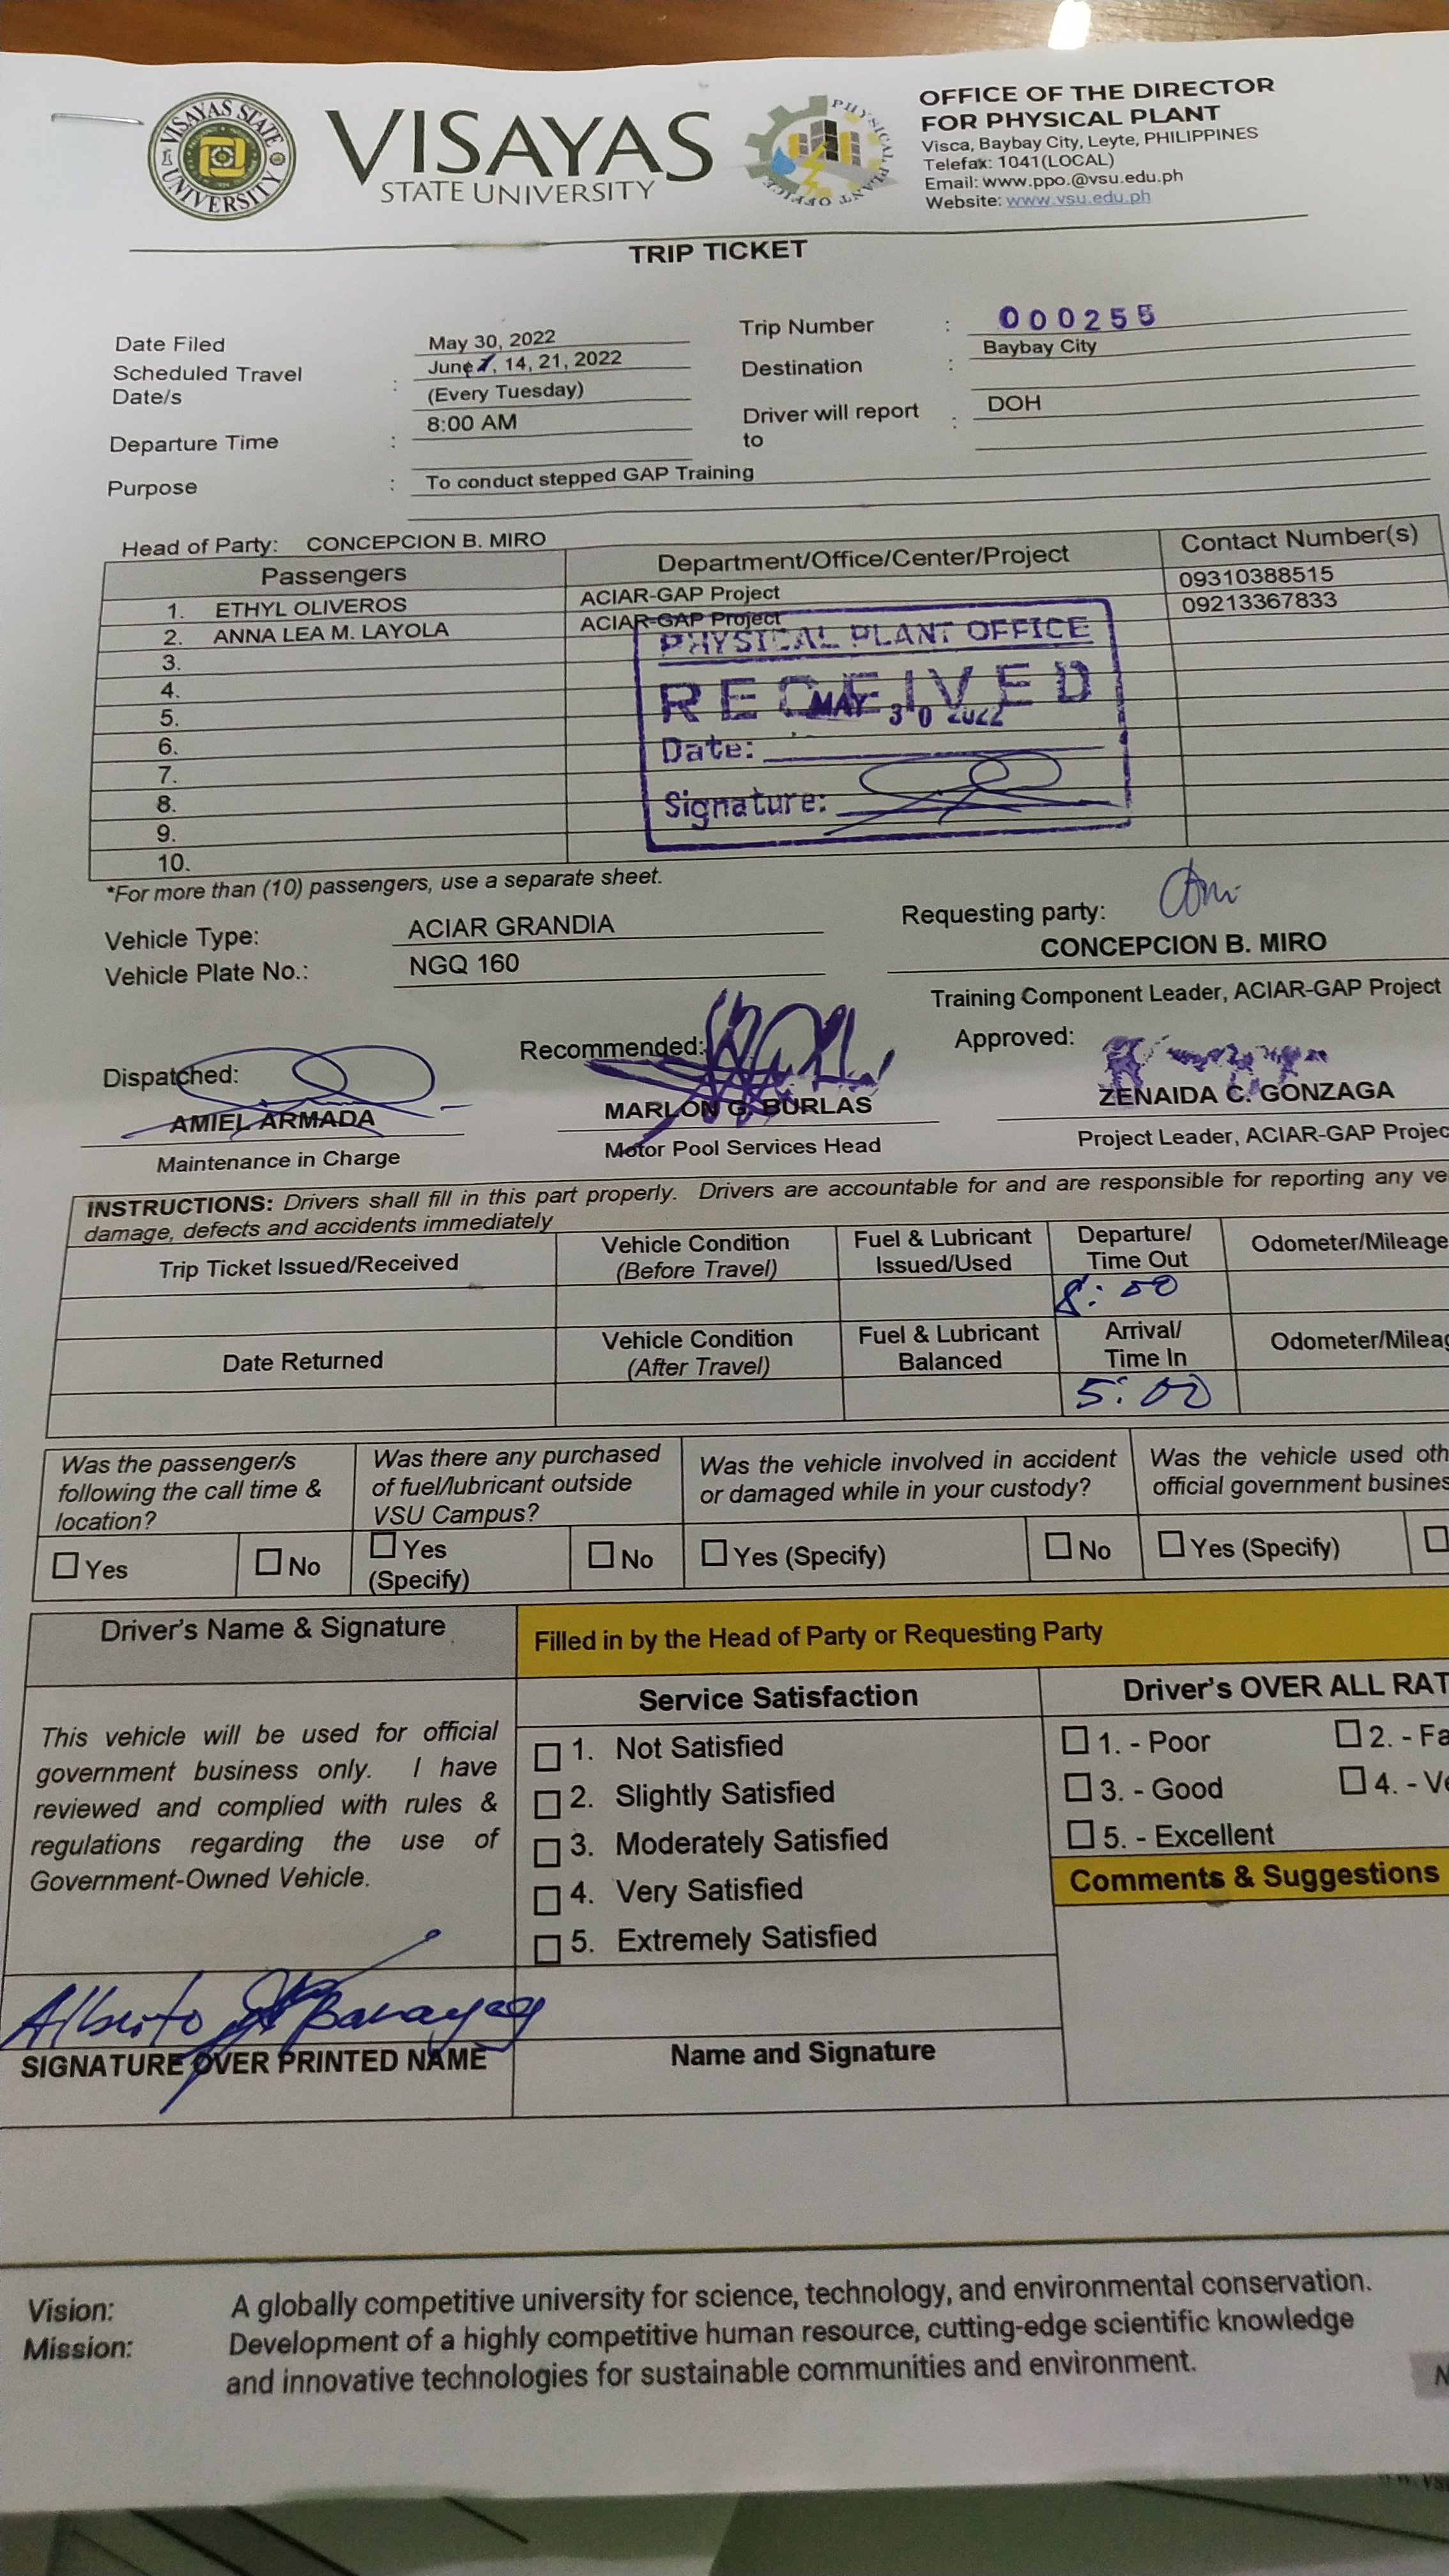 VISAYAS STATE UNIVERSITY
VISAYAS
STATE UNIVERSITY
PHYSICAL PLANT OFFICE
OFFICE OF THE DIRECTOR
FOR PHYSICAL PLANT
Visca, Baybay City, Leyte, PHILIPPINES
Telefax: 1041(LOCAL)
Email: www.ppo.@vsu.edu.ph
Website: www.vsu.edu.ph
TRIP TICKET
Date Filed May 30, 2022
Scheduled Travel Date/s : June 7, 14, 21, 2022
(Every Tuesday)
Departure Time : 8:00 AM
Trip Number : 000255
Destination : Baybay City
Driver will report to : DOH
Purpose : To conduct stepped GAP Training
Head of Party: CONCEPCION B. MIRO
Passengers Department/Office/Center/Project Contact Number(s)
1. ETHYL OLIVEROS ACIAR-GAP Project 09310388515
2. ANNA LEA M. LAYOLA ACIAR-GAP Project 09213367833
3.
4.
5.
6.
7.
8.
9.
10.
PHYSICAL PLANT OFFICE
RECEIVED
MAY 30 2022
Date:
Signature:
*For more than (10) passengers, use a separate sheet.
Vehicle Type: ACIAR GRANDIA
Vehicle Plate No.: NGQ 160
Requesting party:
CONCEPCION B. MIRO
Training Component Leader, ACIAR-GAP Project
Dispatched:
AMIEL ARMADA
Maintenance in Charge
Recommended:
MARLON G. BURLAS
Motor Pool Services Head
Approved:
ZENAIDA C. GONZAGA
Project Leader, ACIAR-GAP Projec
INSTRUCTIONS: Drivers shall fill in this part properly. Drivers are accountable for and are responsible for reporting any ve
damage, defects and accidents immediately
Trip Ticket Issued/Received
Vehicle Condition
(Before Travel)
Fuel & Lubricant
Issued/Used
Departure/
Time Out
Odometer/Mileage
8:00
Date Returned
Vehicle Condition
(After Travel)
Fuel & Lubricant
Balanced
Arrival/
Time In
Odometer/Mileag
5:00
Was the passenger/s
following the call time &
location?
Yes No
Was there any purchased
of fuel/lubricant outside
VSU Campus?
Yes
(Specify)
No
Was the vehicle involved in accident
or damaged while in your custody?
Yes (Specify) No
Was the vehicle used oth
official government busines
Yes (Specify)
Driver's Name & Signature
Filled in by the Head of Party or Requesting Party
This vehicle will be used for official
government business only. I have
reviewed and complied with rules &
regulations regarding the use of
Government-Owned Vehicle.
Service Satisfaction
1. Not Satisfied
2. Slightly Satisfied
3. Moderately Satisfied
4. Very Satisfied
5. Extremely Satisfied
Driver's OVER ALL RAT
1. - Poor 2. - Fa
3. - Good 4. - Ve
5. - Excellent
Comments & Suggestions
Alberto
SIGNATURE OVER PRINTED NAME
Name and Signature
Vision: A globally competitive university for science, technology, and environmental conservation.
Mission: Development of a highly competitive human resource, cutting-edge scientific knowledge
and innovative technologies for sustainable communities and environment.